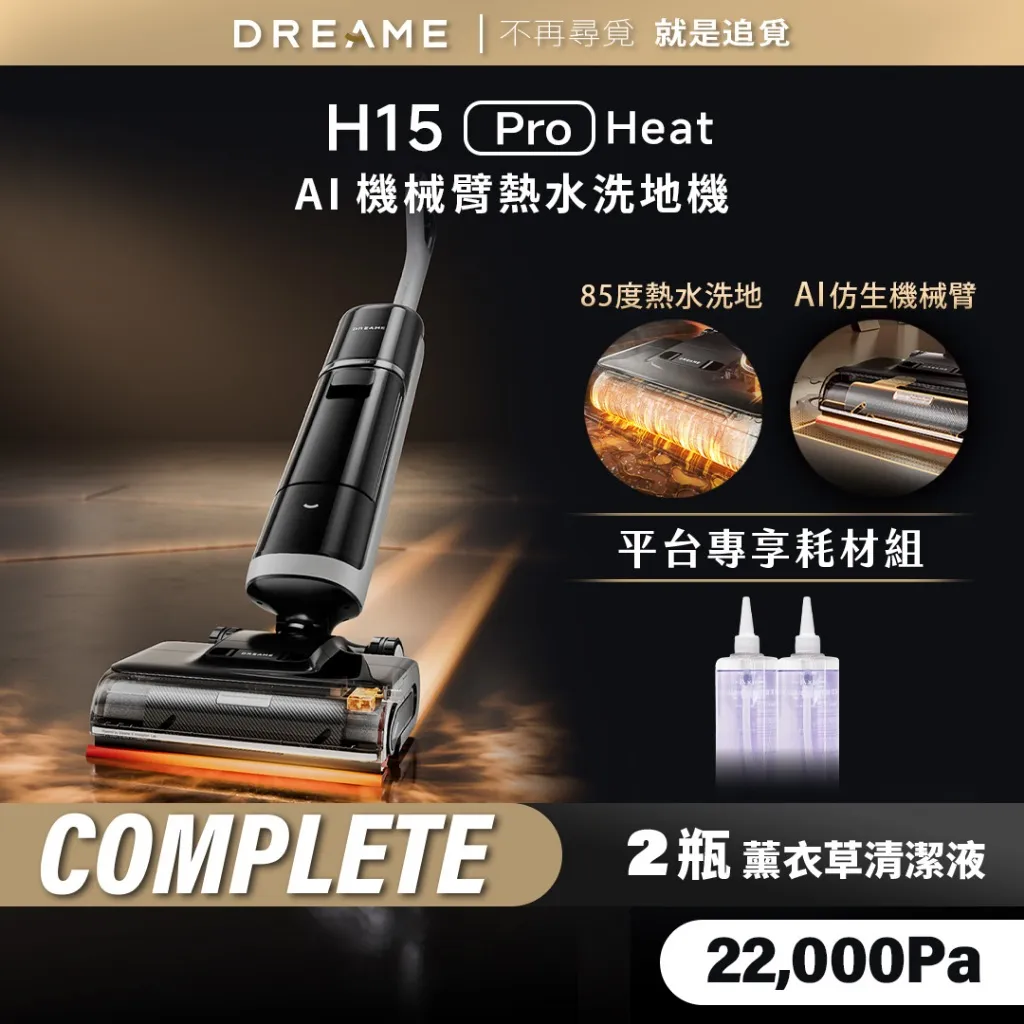 DREAME | 不再尋覓 就是追覓
H15 Pro Heat
AI 機械臂熱水洗地機
85度熱水洗地
AI仿生機械臂
DREAME
DREAME
平台專享耗材組
COMPLETE
2瓶 薰衣草清潔液
22,000Pa